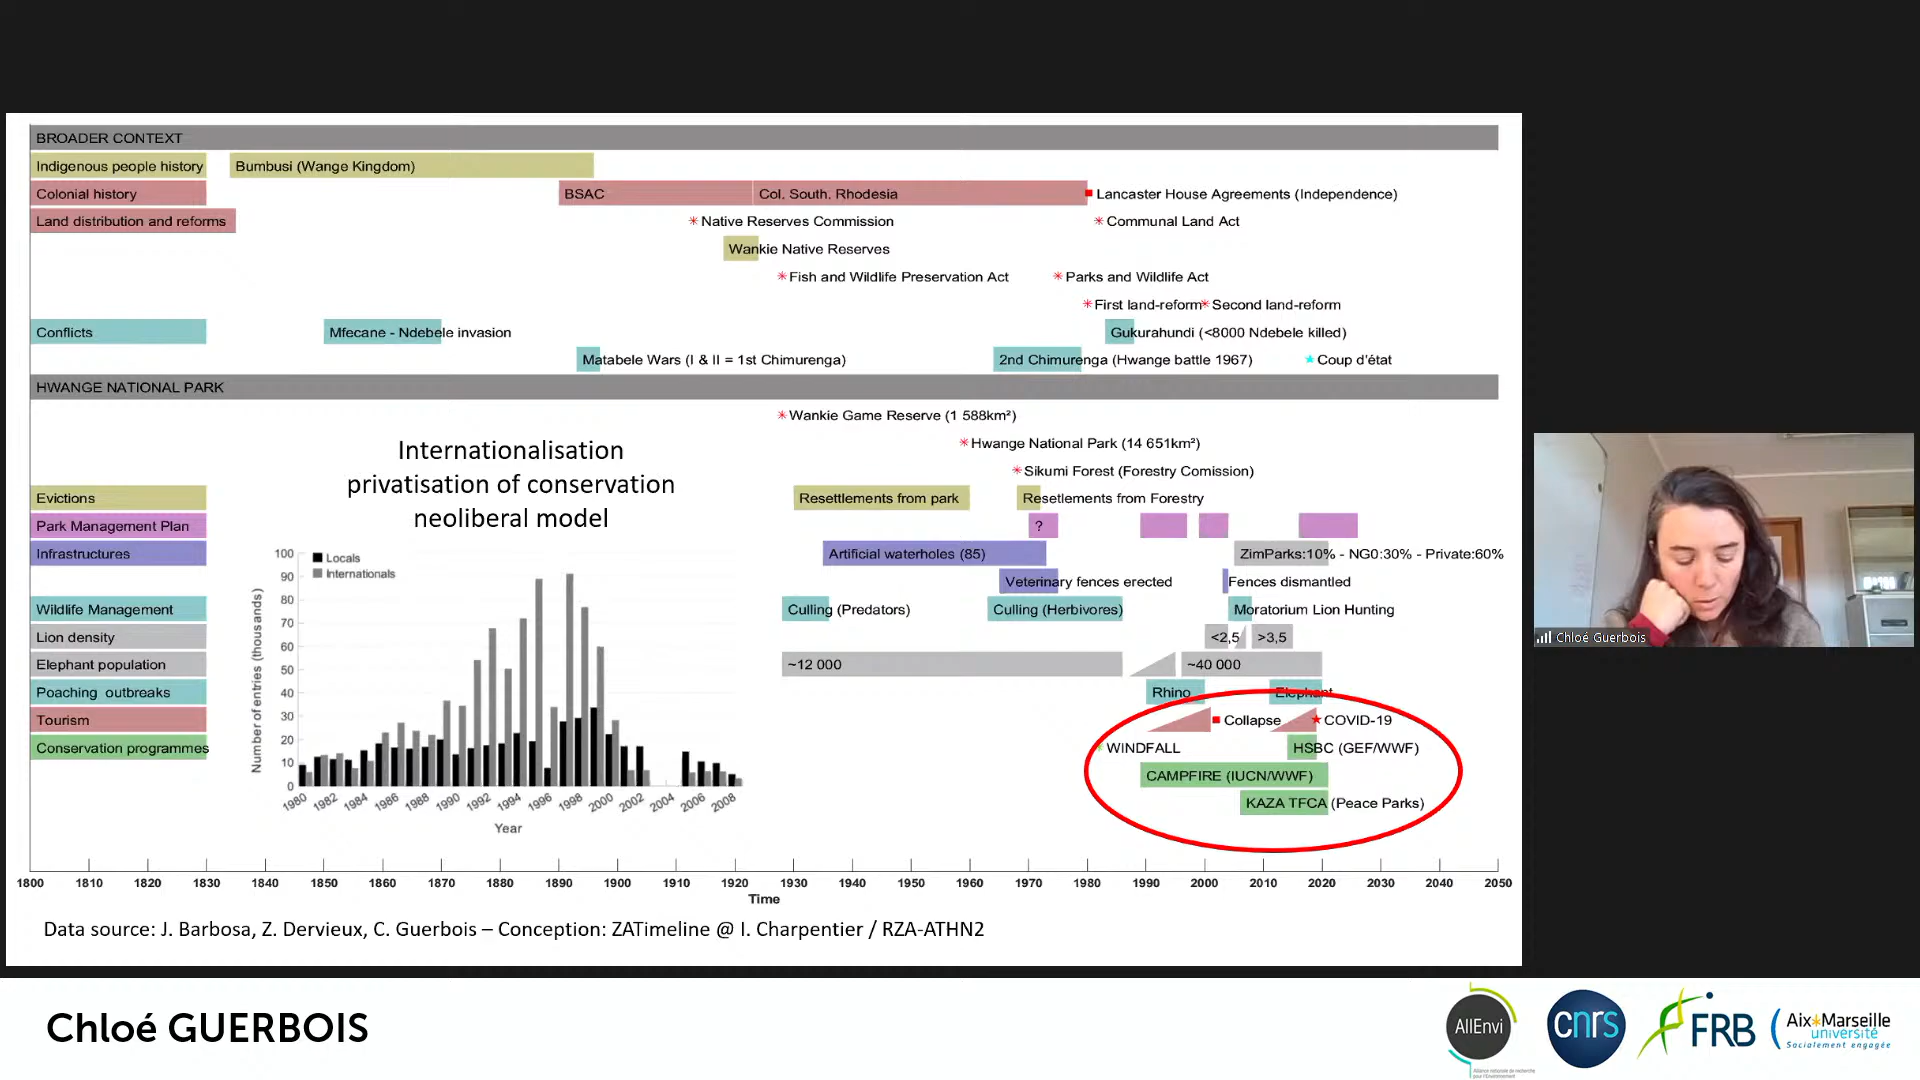 BROADER CONTEXT
Indigenous people history
Bumbusi (Wange Kingdom)
Colonial history
BSAC
Col. South. Rhodesia
Lancaster House Agreements (Independence)
Land distribution and reforms
Native Reserves Commission
Communal Land Act
Wankie Native Reserves
Fish and Wildlife Preservation Act
Parks and Wildlife Act
First land-reform
Second land-reform
Conflicts
Mfecane - Ndebele invasion
Gukurahundi (<8000 Ndebele killed)
Matabele Wars (I & II = 1st Chimurenga)
2nd Chimurenga (Hwange battle 1967)
Coup d'état
HWANGE NATIONAL PARK
Wankie Game Reserve (1 588km²)
Hwange National Park (14 651km²)
Sikumi Forest (Forestry Comission)
Internationalisation
privatisation of conservation
neoliberal model
Evictions
Resettlements from park
Resetlements from Forestry
Park Management Plan
?
Infrastructures
Artificial waterholes (85)
ZimParks:10% - NG0:30% - Private:60%
Veterinary fences erected
Fences dismantled
Wildlife Management
Culling (Predators)
Culling (Herbivores)
Moratorium Lion Hunting
Lion density
<2,5
>3,5
Elephant population
~12 000
~40 000
Poaching outbreaks
Rhino
Elephant
Tourism
Collapse
COVID-19
Conservation programmes
WINDFALL
HSBC (GEF/WWF)
CAMPFIRE (IUCN/WWF)
KAZA TFCA (Peace Parks)
Number of entries (thousands)
Locals
Internationals
100
90
80
70
60
50
40
30
20
10
0
1980 1982 1984 1986 1988 1990 1992 1994 1996 1998 2000 2002 2004 2006 2008
Year
1800 1810 1820 1830 1840 1850 1860 1870 1880 1890 1900 1910 1920 1930 1940 1950 1960 1970 1980 1990 2000 2010 2020 2030 2040 2050
Time
Data source: J. Barbosa, Z. Dervieux, C. Guerbois – Conception: ZATimeline @ I. Charpentier / RZA-ATHN2
Chloé Guerbois
Chloé GUERBOIS
AllEnvi
Alliance nationale de recherche
pour l'Environnement
cnrs
FRB
Aix*Marseille
université
Socialement engagée